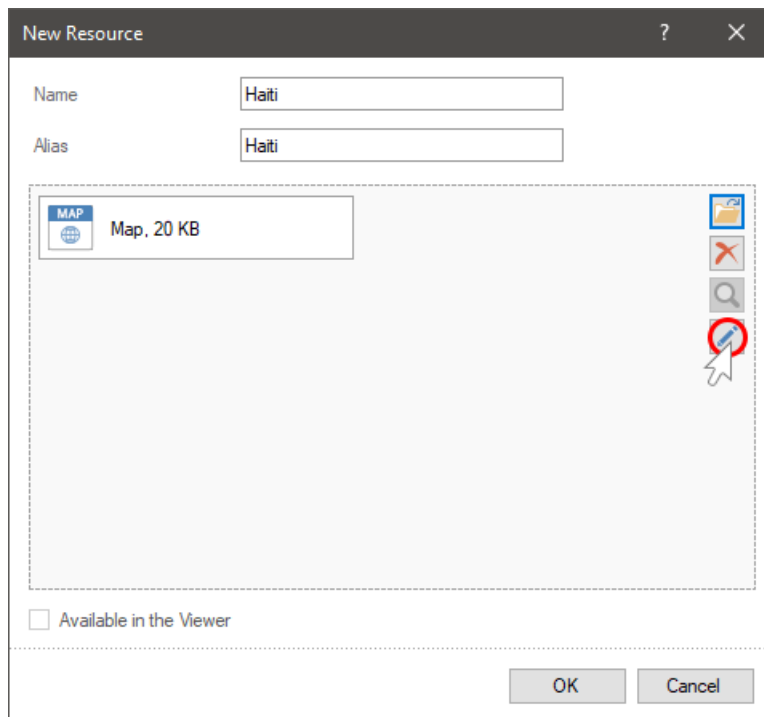 New Resource ?
Name Haiti
Alias Haiti
MAP
Map, 20 KB
Available in the Viewer
OK Cancel